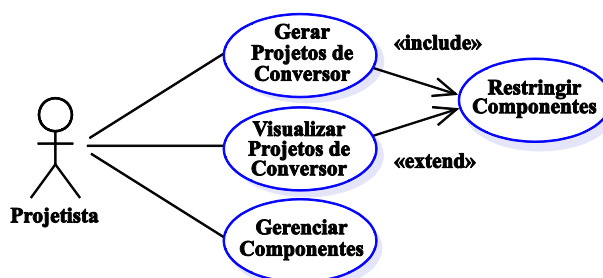 Gerar
Projetos de
Conversor
«include»
Restringir
Componentes
Visualizar
Projetos de
Conversor
«extend»
Projetista
Gerenciar
Componentes